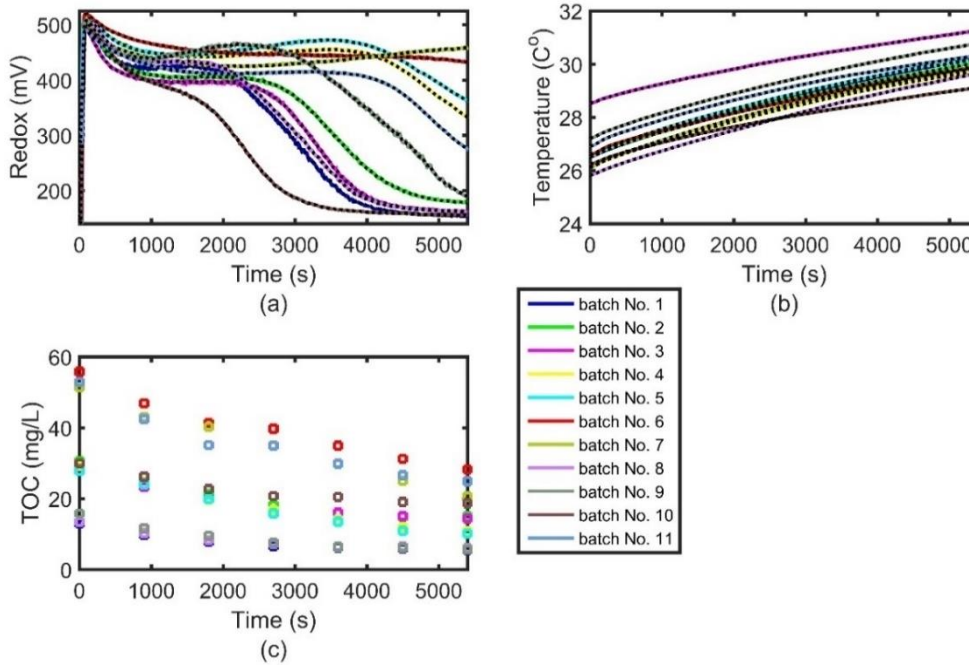 500
400
300
200
Redox (mV)
0 1000 2000 3000 4000 5000
Time (s)
(a)
32
30
28
26
24
Temperature (C°)
0 1000 2000 3000 4000 5000
Time (s)
(b)
batch No. 1
batch No. 2
batch No. 3
batch No. 4
batch No. 5
batch No. 6
batch No. 7
batch No. 8
batch No. 9
batch No. 10
batch No. 11
60
40
20
0
TOC (mg/L)
0 1000 2000 3000 4000 5000
Time (s)
(c)